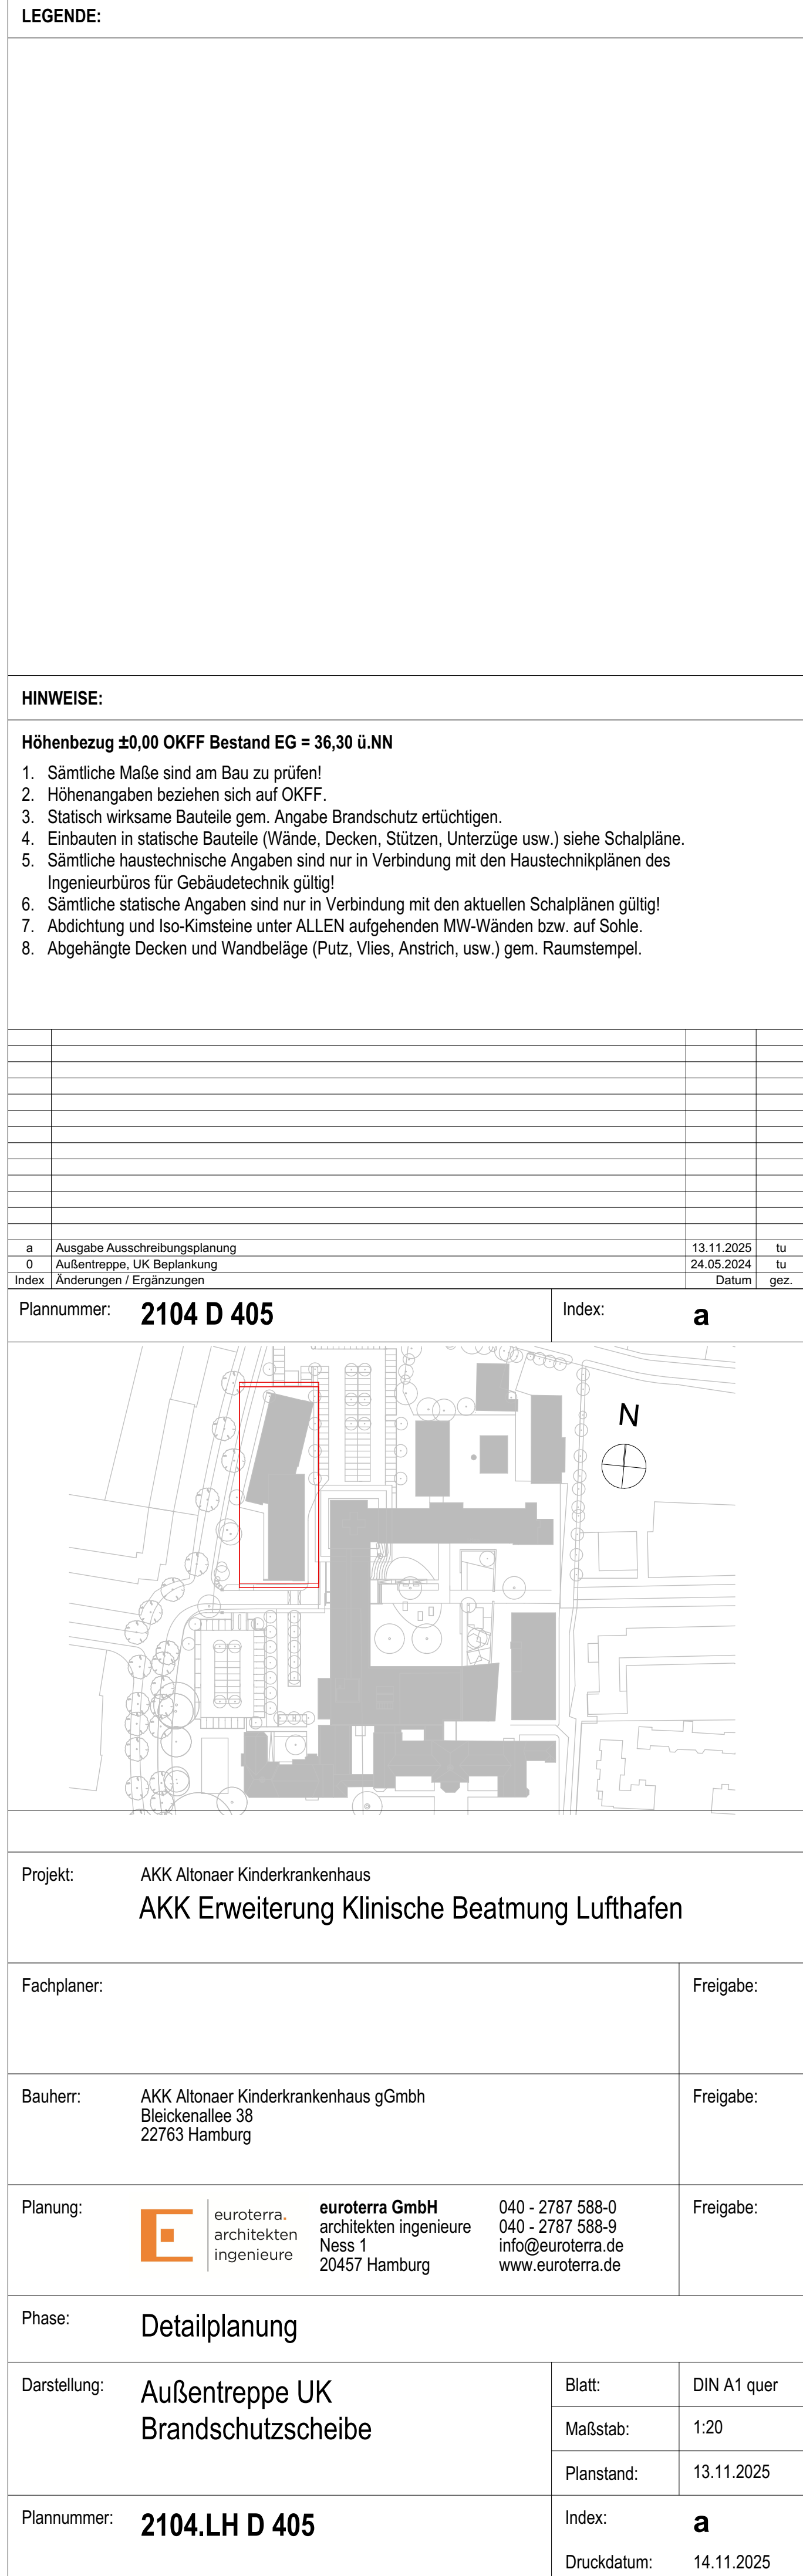 LEGENDE:
HINWEISE:
Höhenbezug ±0,00 OKFF Bestand EG = 36,30 ü.NN
1. Sämtliche Maße sind am Bau zu prüfen!
2. Höhenangaben beziehen sich auf OKFF.
3. Statisch wirksame Bauteile gem. Angabe Brandschutz ertüchtigen.
4. Einbauten in statische Bauteile (Wände, Decken, Stützen, Unterzüge usw.) siehe Schalpläne.
5. Sämtliche haustechnische Angaben sind nur in Verbindung mit den Haustechnikplänen des
Ingenieurbüros für Gebäudetechnik gültig!
6. Sämtliche statische Angaben sind nur in Verbindung mit den aktuellen Schalplänen gültig!
7. Abdichtung und Iso-Kimsteine unter ALLEN aufgehenden MW-Wänden bzw. auf Sohle.
8. Abgehängte Decken und Wandbeläge (Putz, Vlies, Anstrich, usw.) gem. Raumstempel.
a Ausgabe Ausschreibungsplanung 13.11.2025 tu
0 Außentreppe, UK Beplankung 24.05.2024 tu
Index Änderungen / Ergänzungen Datum gez.
Plannummer: 2104 D 405 Index: a
N
Projekt: AKK Altonaer Kinderkrankenhaus
AKK Erweiterung Klinische Beatmung Lufthafen
Fachplaner: Freigabe:
Bauherr: AKK Altonaer Kinderkrankenhaus gGmbh Freigabe:
Bleickenallee 38
22763 Hamburg
Planung: euroterra. architekten ingenieure Freigabe:
euroterra GmbH 040 - 2787 588-0
architekten ingenieure 040 - 2787 588-9
Ness 1 info@euroterra.de
20457 Hamburg www.euroterra.de
Phase: Detailplanung
Darstellung: Außentreppe UK
Brandschutzscheibe
Blatt: DIN A1 quer
Maßstab: 1:20
Planstand: 13.11.2025
Plannummer: 2104.LH D 405 Index: a
Druckdatum: 14.11.2025